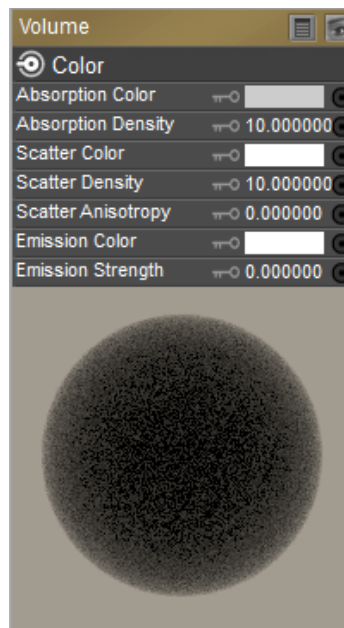 Volume
Color
Absorption Color
Absorption Density 10.000000
Scatter Color
Scatter Density 10.000000
Scatter Anisotropy 0.000000
Emission Color
Emission Strength 0.000000